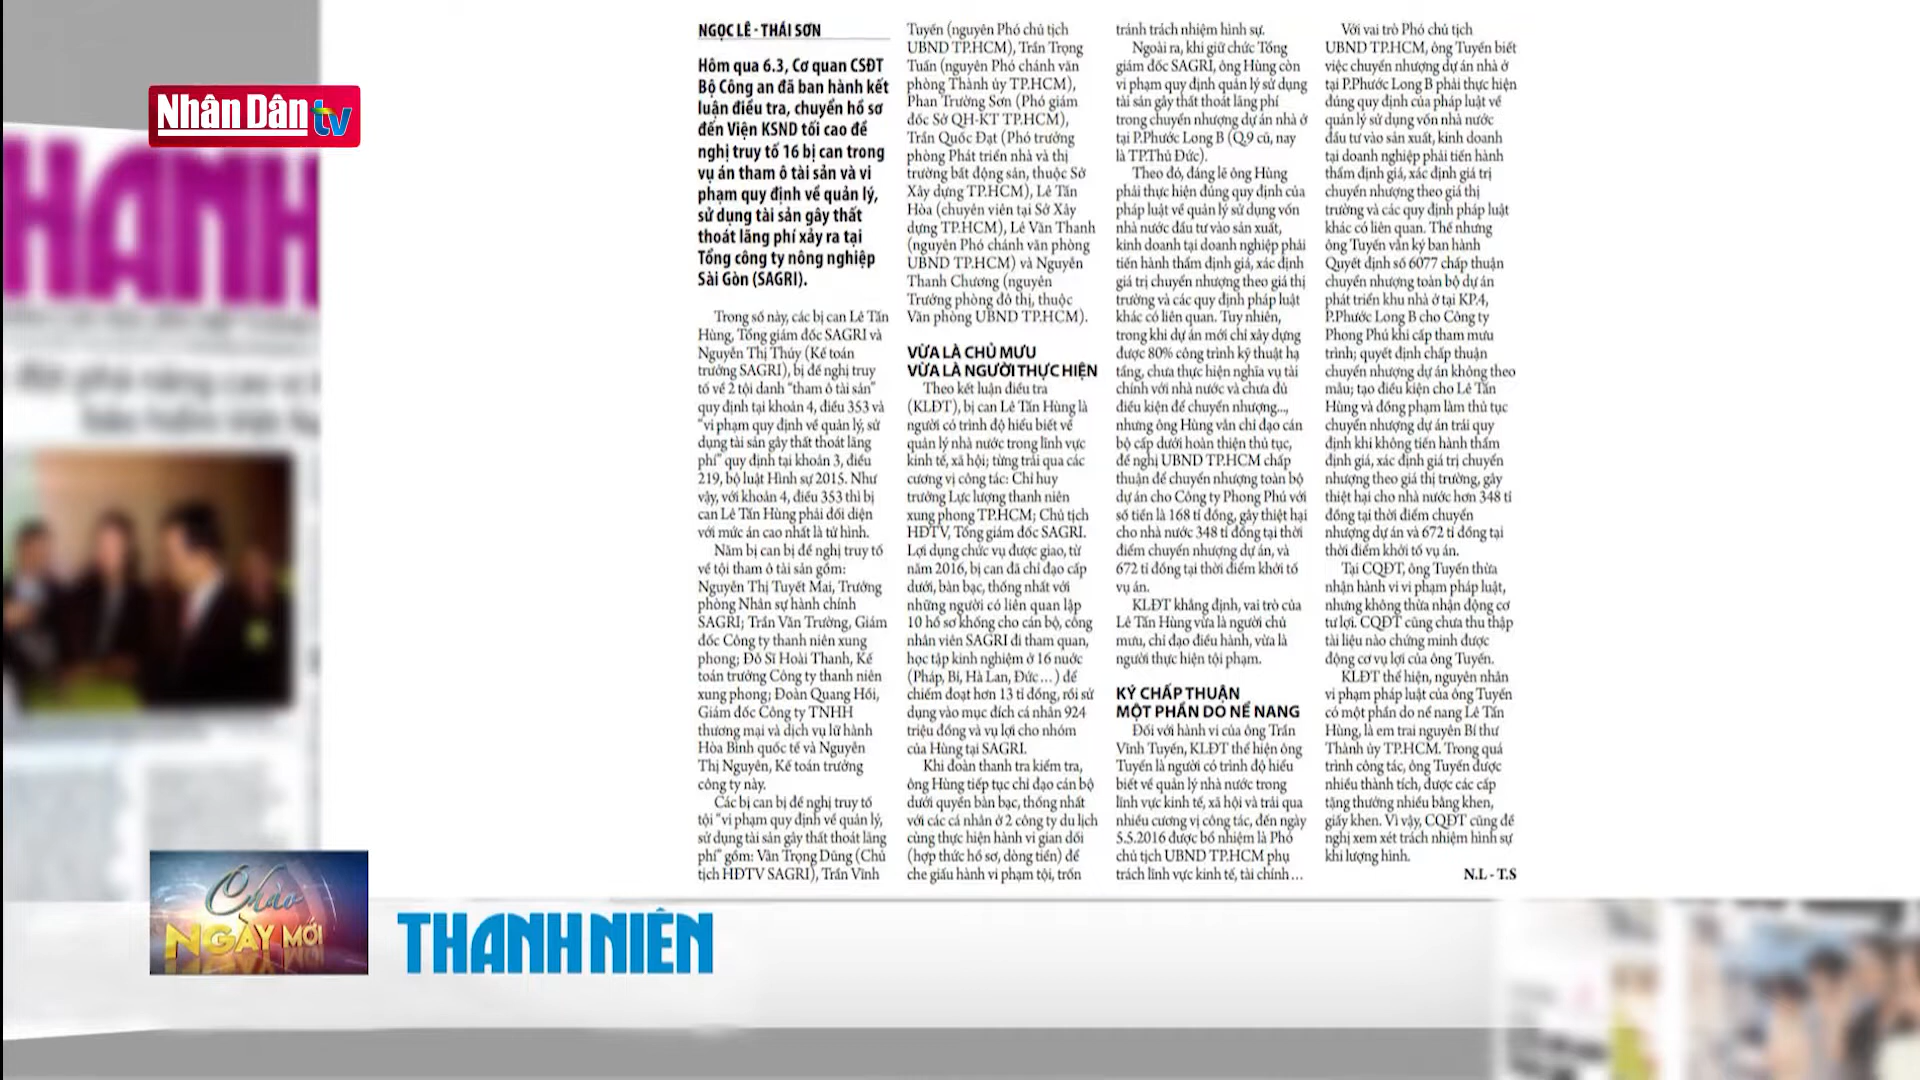 Nhân Dân tv
HANH
NGỌC LÊ - THÁI SƠN
Hôm qua 6.3, Cơ quan CSĐT
Bộ Công an đã ban hành kết
luận điều tra, chuyển hồ sơ
đến Viện KSND tối cao đề
nghị truy tố 16 bị can trong
vụ án tham ô tài sản và vi
phạm quy định về quản lý,
sử dụng tài sản gây thất
thoát lãng phí xảy ra tại
Tổng công ty nông nghiệp
Sài Gòn (SAGRI).
Trong số này, các bị can Lê Tấn
Hùng, Tổng giám đốc SAGRI và
Nguyễn Thị Thúy (Kế toán
trưởng SAGRI), bị đề nghị truy
tố về 2 tội danh “tham ô tài sản”
quy định tại khoản 4, điều 353 và
“vi phạm quy định về quản lý, sử
dụng tài sản gây thất thoát lãng
phí” quy định tại khoản 3, điều
219, bộ luật Hình sự 2015. Như
vậy, với khoản 4, điều 353 thì bị
can Lê Tấn Hùng phải đối diện
với mức án cao nhất là tử hình.
Năm bị can bị đề nghị truy tố
về tội tham ô tài sản gồm:
Nguyễn Thị Tuyết Mai, Trưởng
phòng Nhân sự hành chính
SAGRI; Trần Văn Trường, Giám
đốc Công ty thanh niên xung
phong; Đỗ Sĩ Hoài Thanh, Kế
toán trưởng Công ty thanh niên
xung phong; Đoàn Quang Hồi,
Giám đốc Công ty TNHH
thương mại và dịch vụ lữ hành
Hòa Bình quốc tế và Nguyễn
Thị Nguyên, Kế toán trưởng
công ty này.
Các bị can bị đề nghị truy tố
tội “vi phạm quy định về quản lý,
sử dụng tài sản gây thất thoát lãng
phí” gồm: Vân Trọng Dũng (Chủ
tịch HĐTV SAGRI), Trần Vĩnh
Tuyến (nguyên Phó chủ tịch
UBND TP.HCM), Trần Trọng
Tuấn (nguyên Phó chánh văn
phòng Thành ủy TP.HCM),
Phan Trường Sơn (Phó giám
đốc Sở QH-KT TP.HCM),
Trần Quốc Đạt (Phó trưởng
phòng Phát triển nhà và thị
trường bất động sản, thuộc Sở
Xây dựng TP.HCM), Lê Tấn
Hòa (chuyên viên tại Sở Xây
dựng TP.HCM), Lê Văn Thanh
(nguyên Phó chánh văn phòng
UBND TP.HCM) và Nguyễn
Thanh Chương (nguyên
Trưởng phòng đô thị, thuộc
Văn phòng UBND TP.HCM).
VỪA LÀ CHỦ MƯU
VỪA LÀ NGƯỜI THỰC HIỆN
Theo kết luận điều tra
(KLĐT), bị can Lê Tấn Hùng là
người có trình độ hiểu biết về
quản lý nhà nước trong lĩnh vực
kinh tế, xã hội; từng trải qua các
cương vị công tác: Chỉ huy
trưởng Lực lượng thanh niên
xung phong TP.HCM; Chủ tịch
HĐTV, Tổng giám đốc SAGRI.
Lợi dụng chức vụ được giao, từ
năm 2016, bị can đã chỉ đạo cấp
dưới, bàn bạc, thống nhất với
những người có liên quan lập
10 hồ sơ khống cho cán bộ, công
nhân viên SAGRI đi tham quan,
học tập kinh nghiệm ở 16 nuớc
(Pháp, Bỉ, Hà Lan, Đức…) để
chiếm đoạt hơn 13 tỉ đồng, rồi sử
dụng vào mục đích cá nhân 924
triệu đồng và vụ lợi cho nhóm
của Hùng tại SAGRI.
Khi đoàn thanh tra kiểm tra,
ông Hùng tiếp tục chỉ đạo cán bộ
dưới quyền bàn bạc, thống nhất
với các cá nhân ở 2 công ty du lịch
cùng thực hiện hành vi gian dối
(hợp thức hồ sơ, dòng tiền) để
che giấu hành vi phạm tội, trốn
tránh trách nhiệm hình sự.
Ngoài ra, khi giữ chức Tổng
giám đốc SAGRI, ông Hùng còn
vi phạm quy định quản lý sử dụng
tài sản gây thất thoát lãng phí
trong chuyển nhượng dự án nhà ở
tại P.Phước Long B (Q.9 cũ, nay
là TP.Thủ Đức).
Theo đó, đáng lẽ ông Hùng
phải thực hiện đúng quy định của
pháp luật về quản lý sử dụng vốn
nhà nước đầu tư vào sản xuất,
kinh doanh tại doanh nghiệp phải
tiến hành thẩm định giá, xác định
giá trị chuyển nhượng theo giá thị
trường và các quy định pháp luật
khác có liên quan. Tuy nhiên,
trong khi dự án mới chỉ xây dựng
được 80% công trình kỹ thuật hạ
tầng, chưa thực hiện nghĩa vụ tài
chính với nhà nước và chưa đủ
điều kiện để chuyển nhượng...,
nhưng ông Hùng vẫn chỉ đạo cán
bộ cấp dưới hoàn thiện thủ tục,
đề nghị UBND TP.HCM chấp
thuận để chuyển nhượng toàn bộ
dự án cho Công ty Phong Phú với
số tiền là 168 tỉ đồng, gây thiệt hại
cho nhà nước 348 tỉ đồng tại thời
điểm chuyển nhượng dự án, và
672 tỉ đồng tại thời điểm khởi tố
vụ án.
KLĐT khẳng định, vai trò của
Lê Tấn Hùng vừa là người chủ
mưu, chỉ đạo điều hành, vừa là
người thực hiện tội phạm.
KÝ CHẤP THUẬN
MỘT PHẦN DO NỂ NANG
Đối với hành vi của ông Trần
Vĩnh Tuyến, KLĐT thể hiện ông
Tuyến là người có trình độ hiểu
biết về quản lý nhà nước trong
lĩnh vực kinh tế, xã hội và trải qua
nhiều cương vị công tác, đến ngày
5.5.2016 được bổ nhiệm là Phó
chủ tịch UBND TP.HCM phụ
trách lĩnh vực kinh tế, tài chính…
Với vai trò Phó chủ tịch
UBND TP.HCM, ông Tuyến biết
việc chuyển nhượng dự án nhà ở
tại P.Phước Long B phải thực hiện
đúng quy định của pháp luật về
quản lý sử dụng vốn nhà nước
đầu tư vào sản xuất, kinh doanh
tại doanh nghiệp phải tiến hành
thẩm định giá, xác định giá trị
chuyển nhượng theo giá thị
trường và các quy định pháp luật
khác có liên quan. Thế nhưng
ông Tuyến vẫn ký ban hành
Quyết định số 6077 chấp thuận
chuyển nhượng toàn bộ dự án
phát triển khu nhà ở tại KP.4,
P.Phước Long B cho Công ty
Phong Phú khi cấp tham mưu
trình; quyết định chấp thuận
chuyển nhượng dự án không theo
mẫu; tạo điều kiện cho Lê Tấn
Hùng và đồng phạm làm thủ tục
chuyển nhượng dự án trái quy
định khi không tiến hành thẩm
định giá, xác định giá trị chuyển
nhượng theo giá thị trường, gây
thiệt hại cho nhà nước hơn 348 tỉ
đồng tại thời điểm chuyển
nhượng dự án và 672 tỉ đồng tại
thời điểm khởi tố vụ án.
Tại CQĐT, ông Tuyến thừa
nhận hành vi vi phạm pháp luật,
nhưng không thừa nhận động cơ
tư lợi. CQĐT cũng chưa thu thập
tài liệu nào chứng minh được
động cơ vụ lợi của ông Tuyến.
KLĐT thể hiện, nguyên nhân
vi phạm pháp luật của ông Tuyến
có một phần do nể nang Lê Tấn
Hùng, là em trai nguyên Bí thư
Thành ủy TP.HCM. Trong quá
trình công tác, ông Tuyến được
nhiều thành tích, được các cấp
tặng thưởng nhiều bằng khen,
giấy khen. Vì vậy, CQĐT cũng đề
nghị xem xét trách nhiệm hình sự
khi lượng hình.
N.L - T.S
Chào
NGÀY MỚI
THANH NIÊN